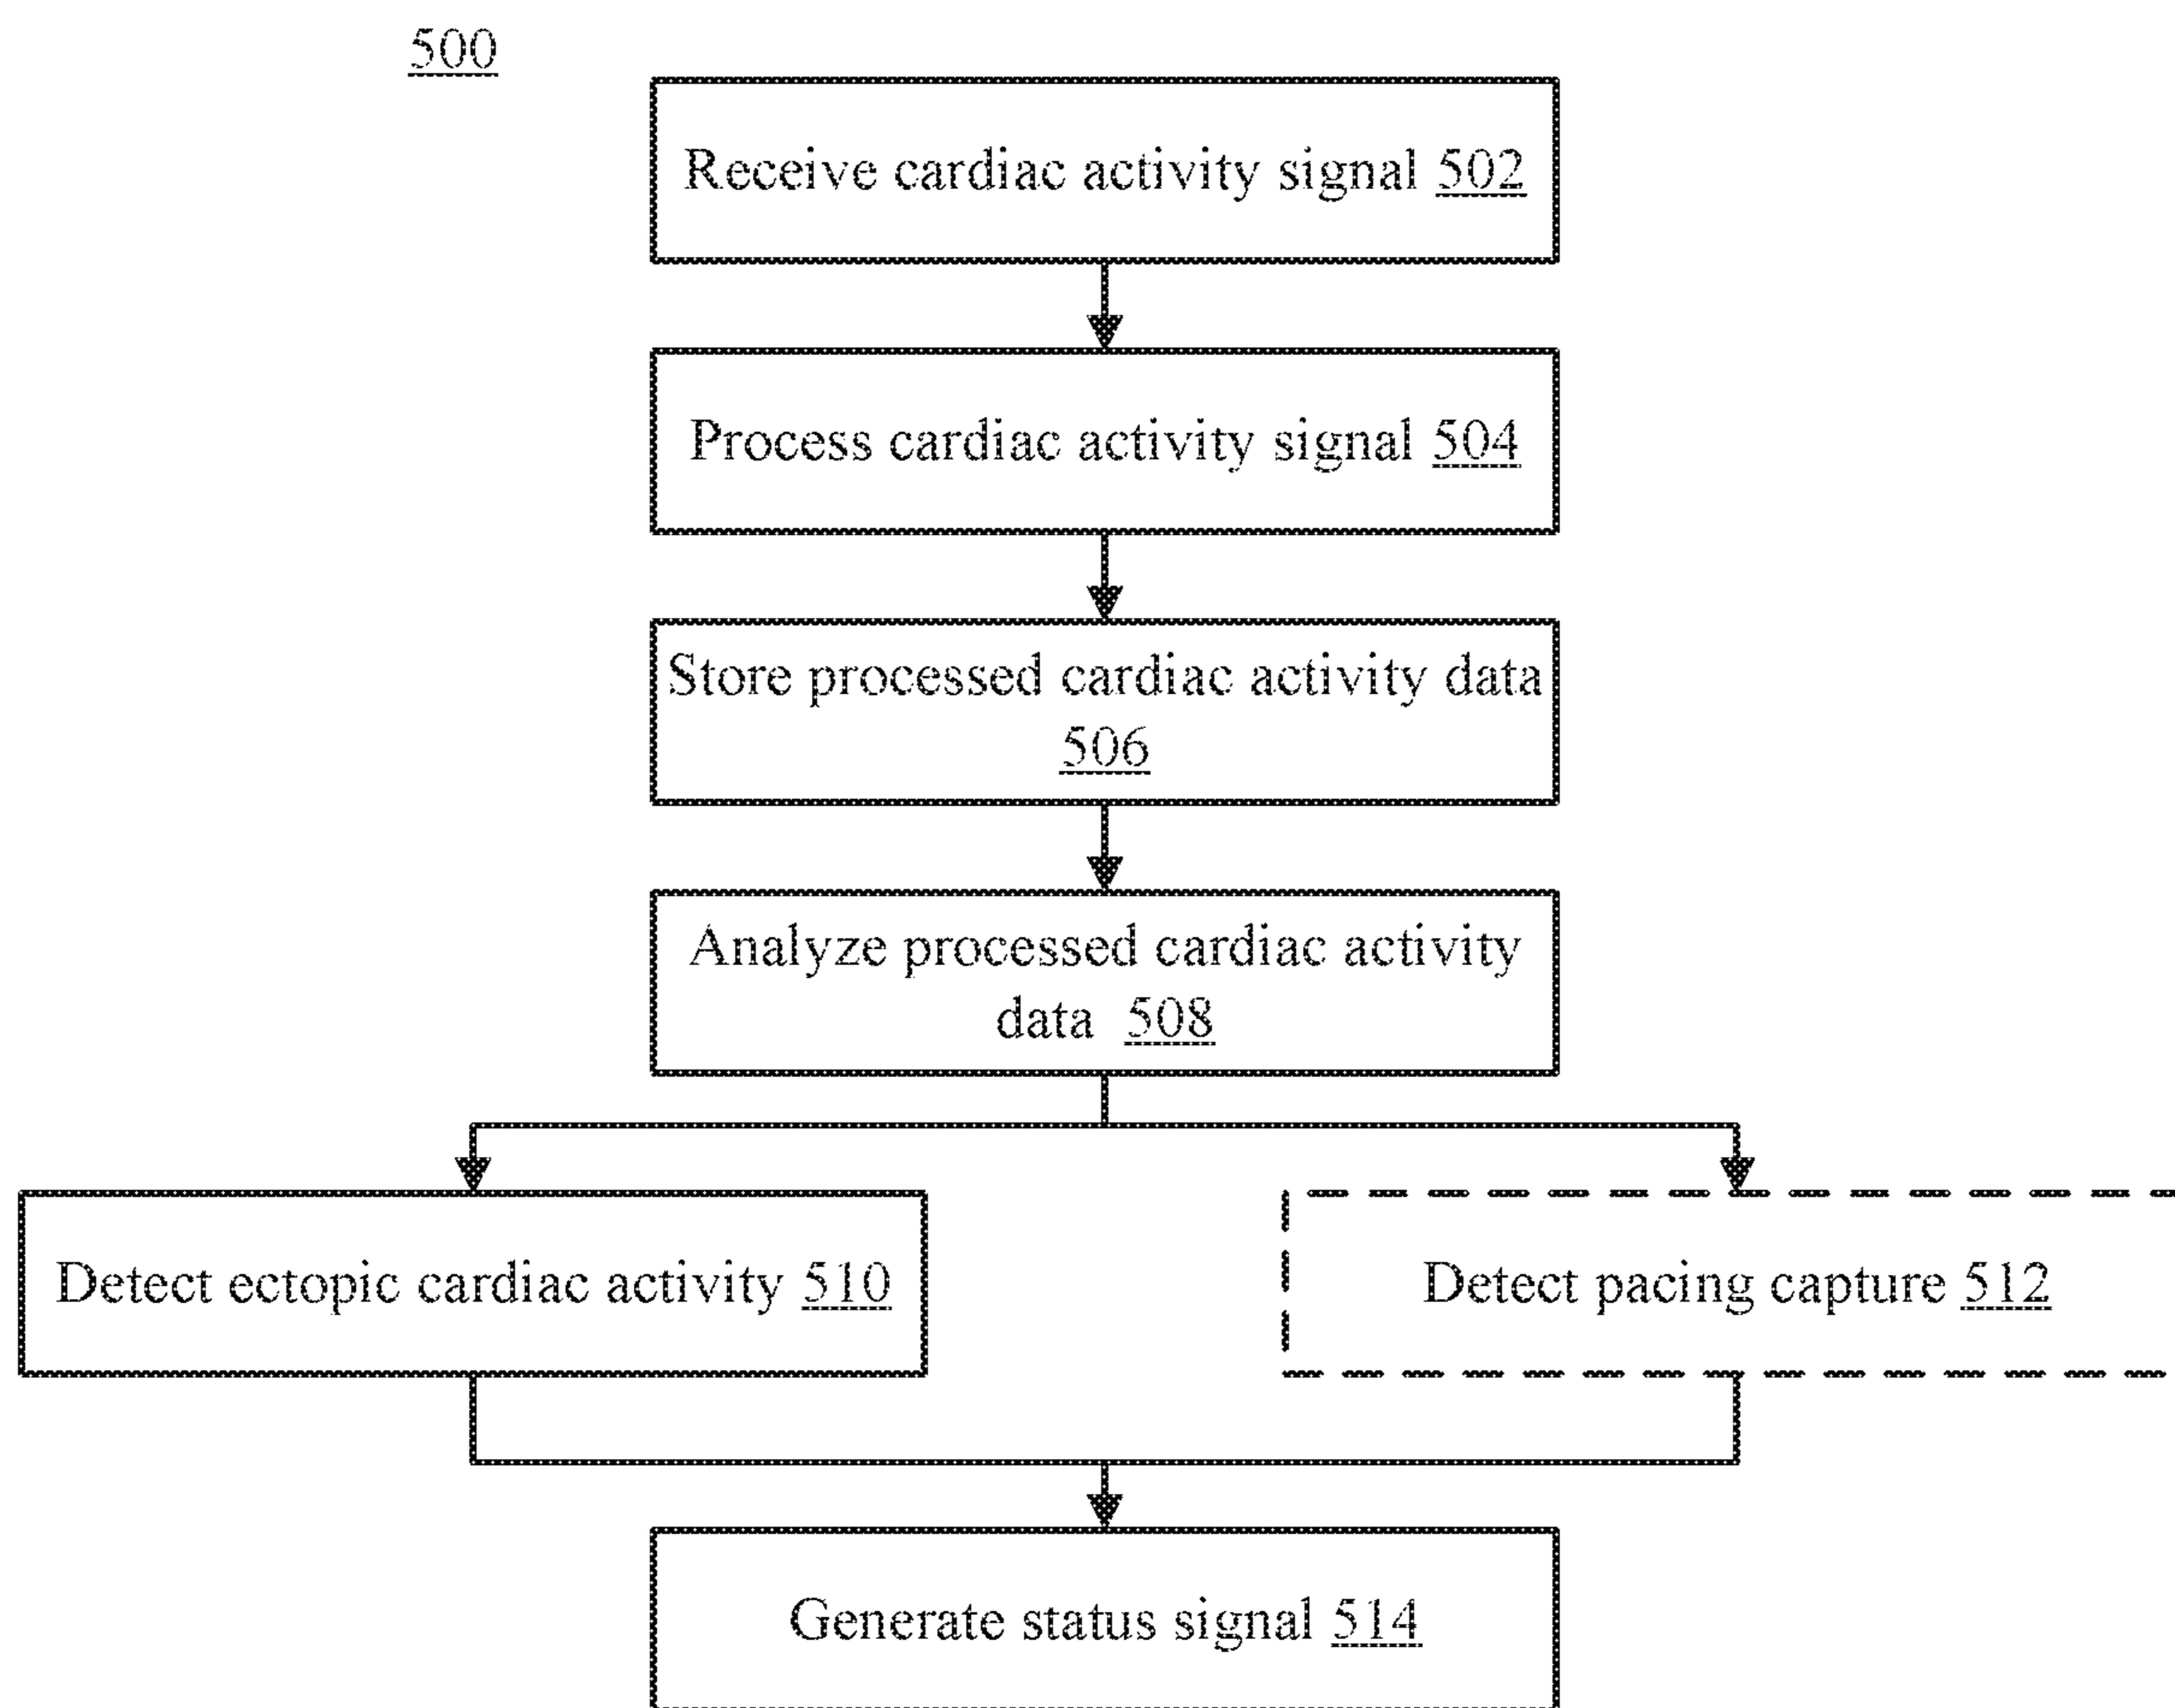 500
Receive cardiac activity signal 502
Process cardiac activity signal 504
Store processed cardiac activity data
506
Analyze processed cardiac activity
data 508
Detect ectopic cardiac activity 510
Detect pacing capture 512
Generate status signal 514